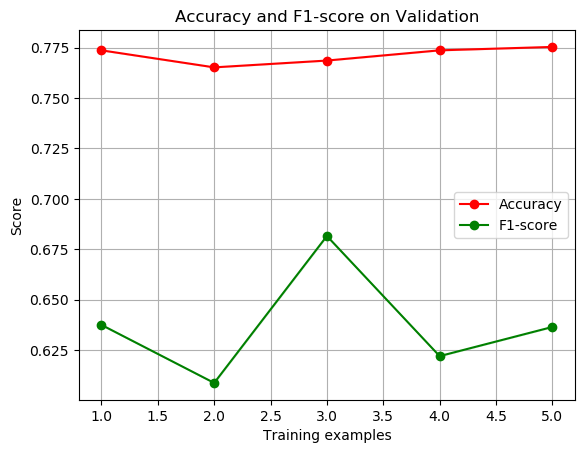 Accuracy and F1-score on Validation
0.775
0.750
0.725
0.700
0.675
0.650
0.625
Score
Accuracy
F1-score
1.0 1.5 2.0 2.5 3.0 3.5 4.0 4.5 5.0
Training examples